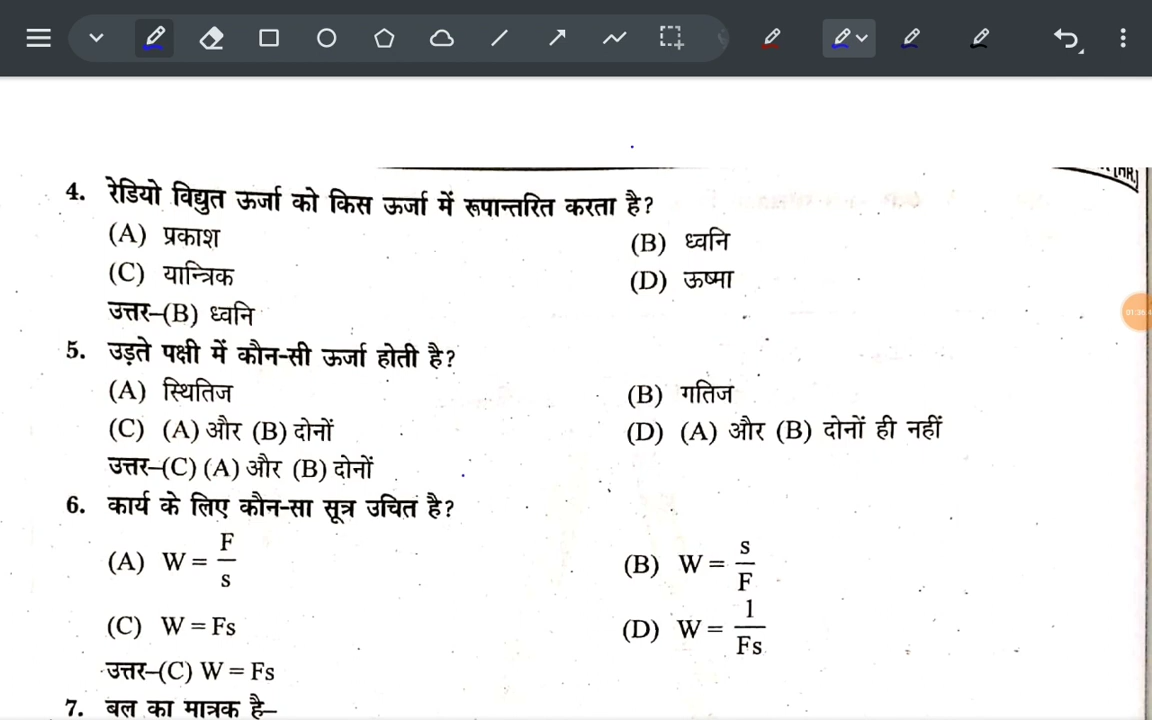 4. रेडियो विद्युत ऊर्जा को किस ऊर्जा में रूपान्तरित करता है?
(A) प्रकाश (B) ध्वनि
(C) यान्त्रिक (D) ऊष्मा
उत्तर–(B) ध्वनि
5. उड़ते पक्षी में कौन-सी ऊर्जा होती है?
(A) स्थितिज (B) गतिज
(C) (A) और (B) दोनों (D) (A) और (B) दोनों ही नहीं
उत्तर–(C) (A) और (B) दोनों
6. कार्य के लिए कौन-सा सूत्र उचित है?
(A) W = F/s (B) W = s/F
(C) W = Fs (D) W = 1/Fs
उत्तर–(C) W = Fs
7. बल का मात्रक है–